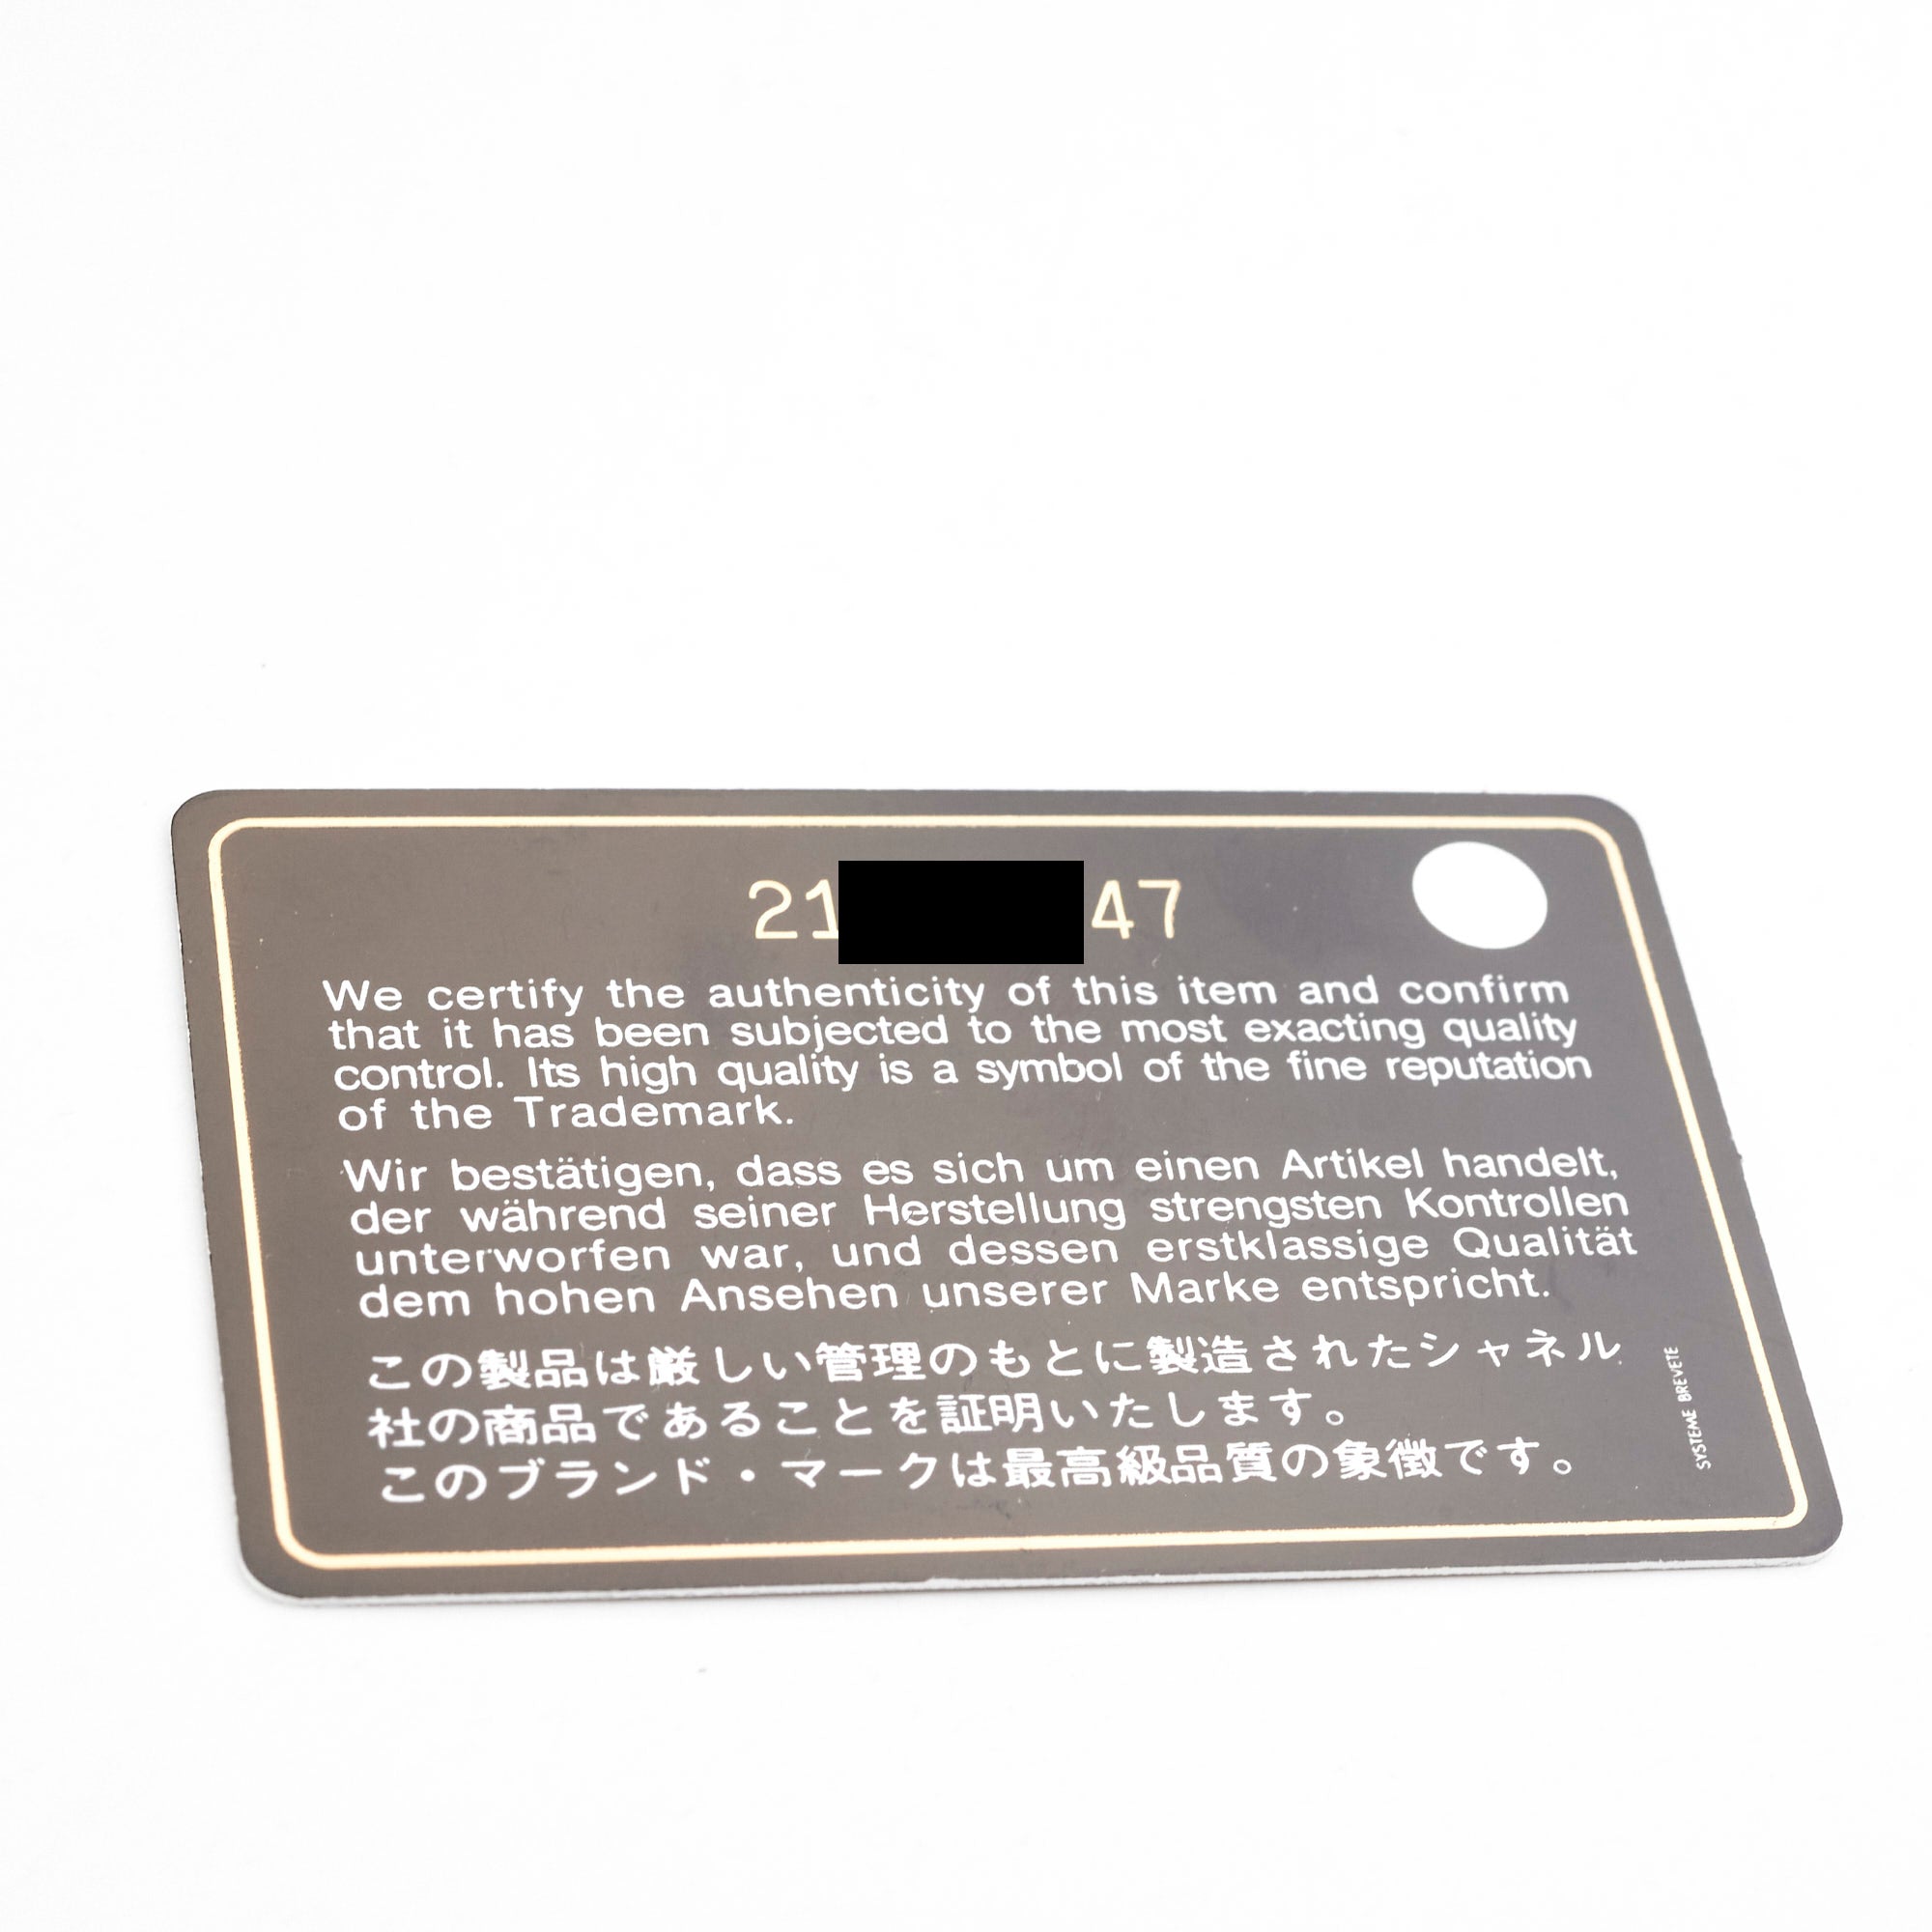 21 47
We certify the authenticity of this item and confirm
that it has been subjected to the most exacting quality
control. Its high quality is a symbol of the fine reputation
of the Trademark.
Wir bestätigen, dass es sich um einen Artikel handelt,
der während seiner Herstellung strengsten Kontrollen
unterworfen war, und dessen erstklassige Qualität
dem hohen Ansehen unserer Marke entspricht.
この製品は厳しい管理のもとに製造されたシャネル
社の商品であることを証明いたします。
このブランド・マークは最高級品質の象徴です。
SYSTEME BREVETE